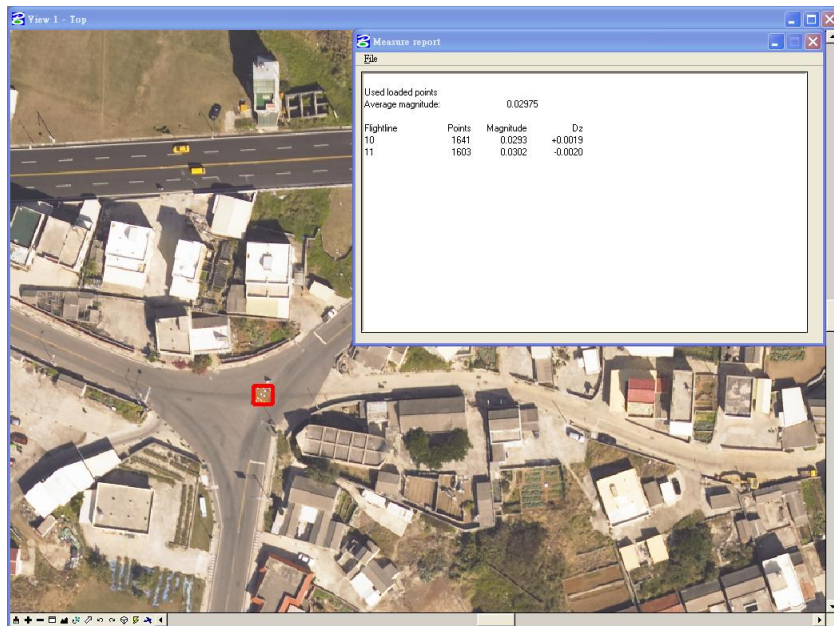 View 1 - Top
Measure report
File
Used loaded points
Average magnitude: 0.02975
Flightline Points Magnitude Dz
10 1641 0.0293 +0.0019
11 1603 0.0302 -0.0020